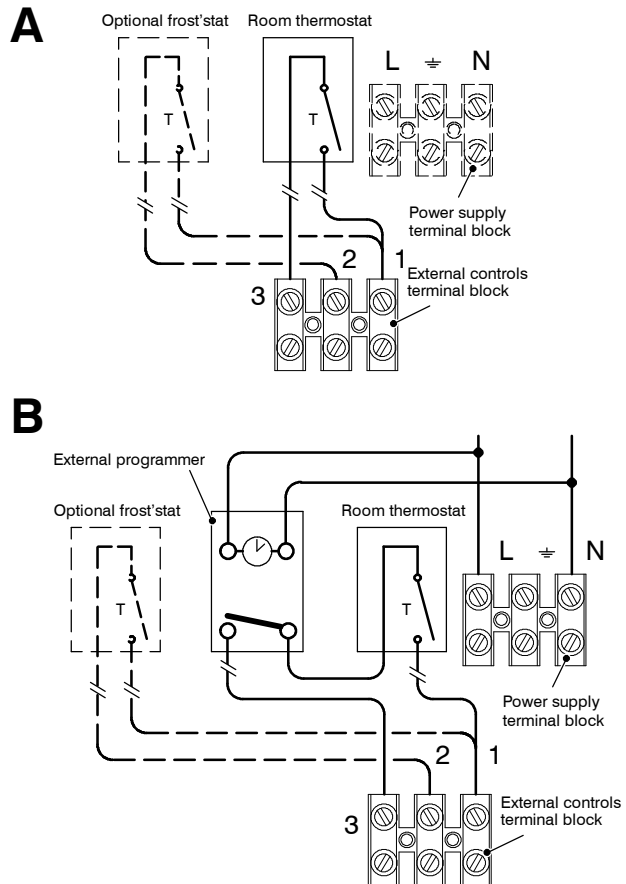 A
Optional frost'stat
Room thermostat
L ⏚ N
T
T
Power supply
terminal block
2
1
3
External controls
terminal block
B
External programmer
Optional frost'stat
Room thermostat
L ⏚ N
T
T
Power supply
terminal block
2
1
3
External controls
terminal block